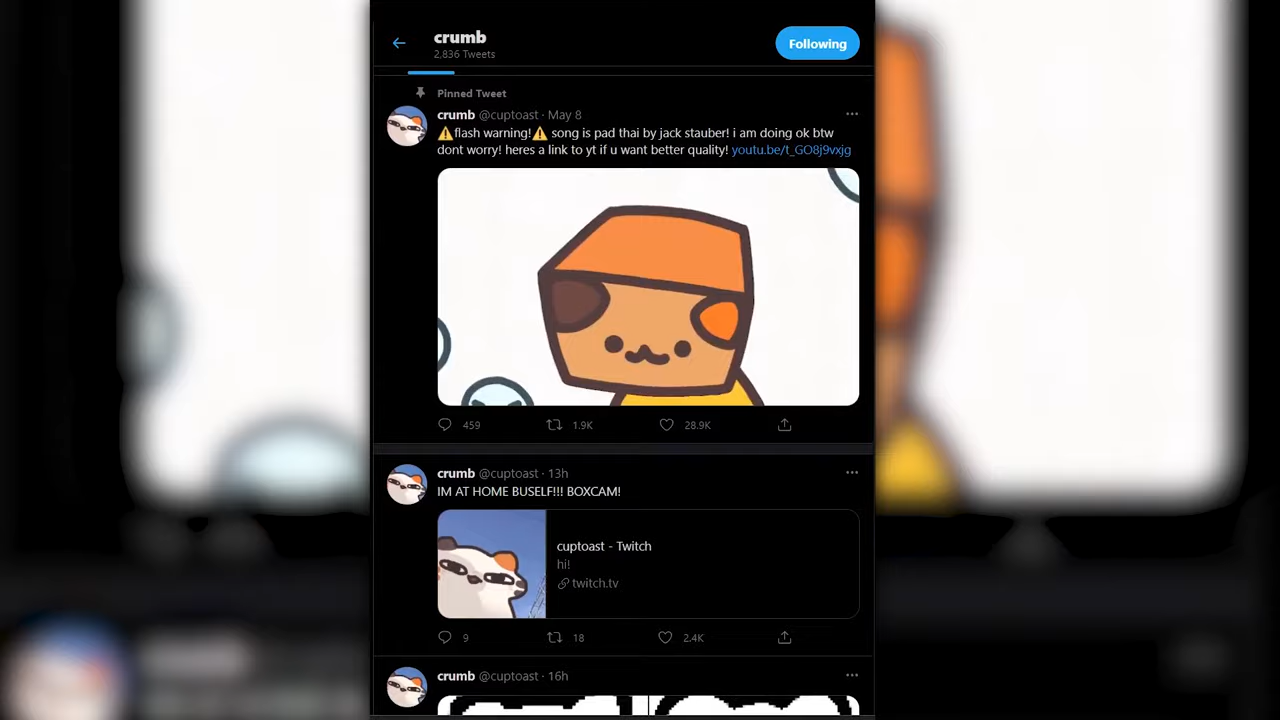 crumb
2,836 Tweets
Following
Pinned Tweet
crumb @cuptoast · May 8
⚠️flash warning!⚠️ song is pad thai by jack stauber! i am doing ok btw
dont worry! heres a link to yt if u want better quality! youtu.be/t_GO8j9vxjg
459 1.9K 28.9K
crumb @cuptoast · 13h
IM AT HOME BUSELF!!! BOXCAM!
cuptoast - Twitch
hi!
twitch.tv
9 18 2.4K
crumb @cuptoast · 16h